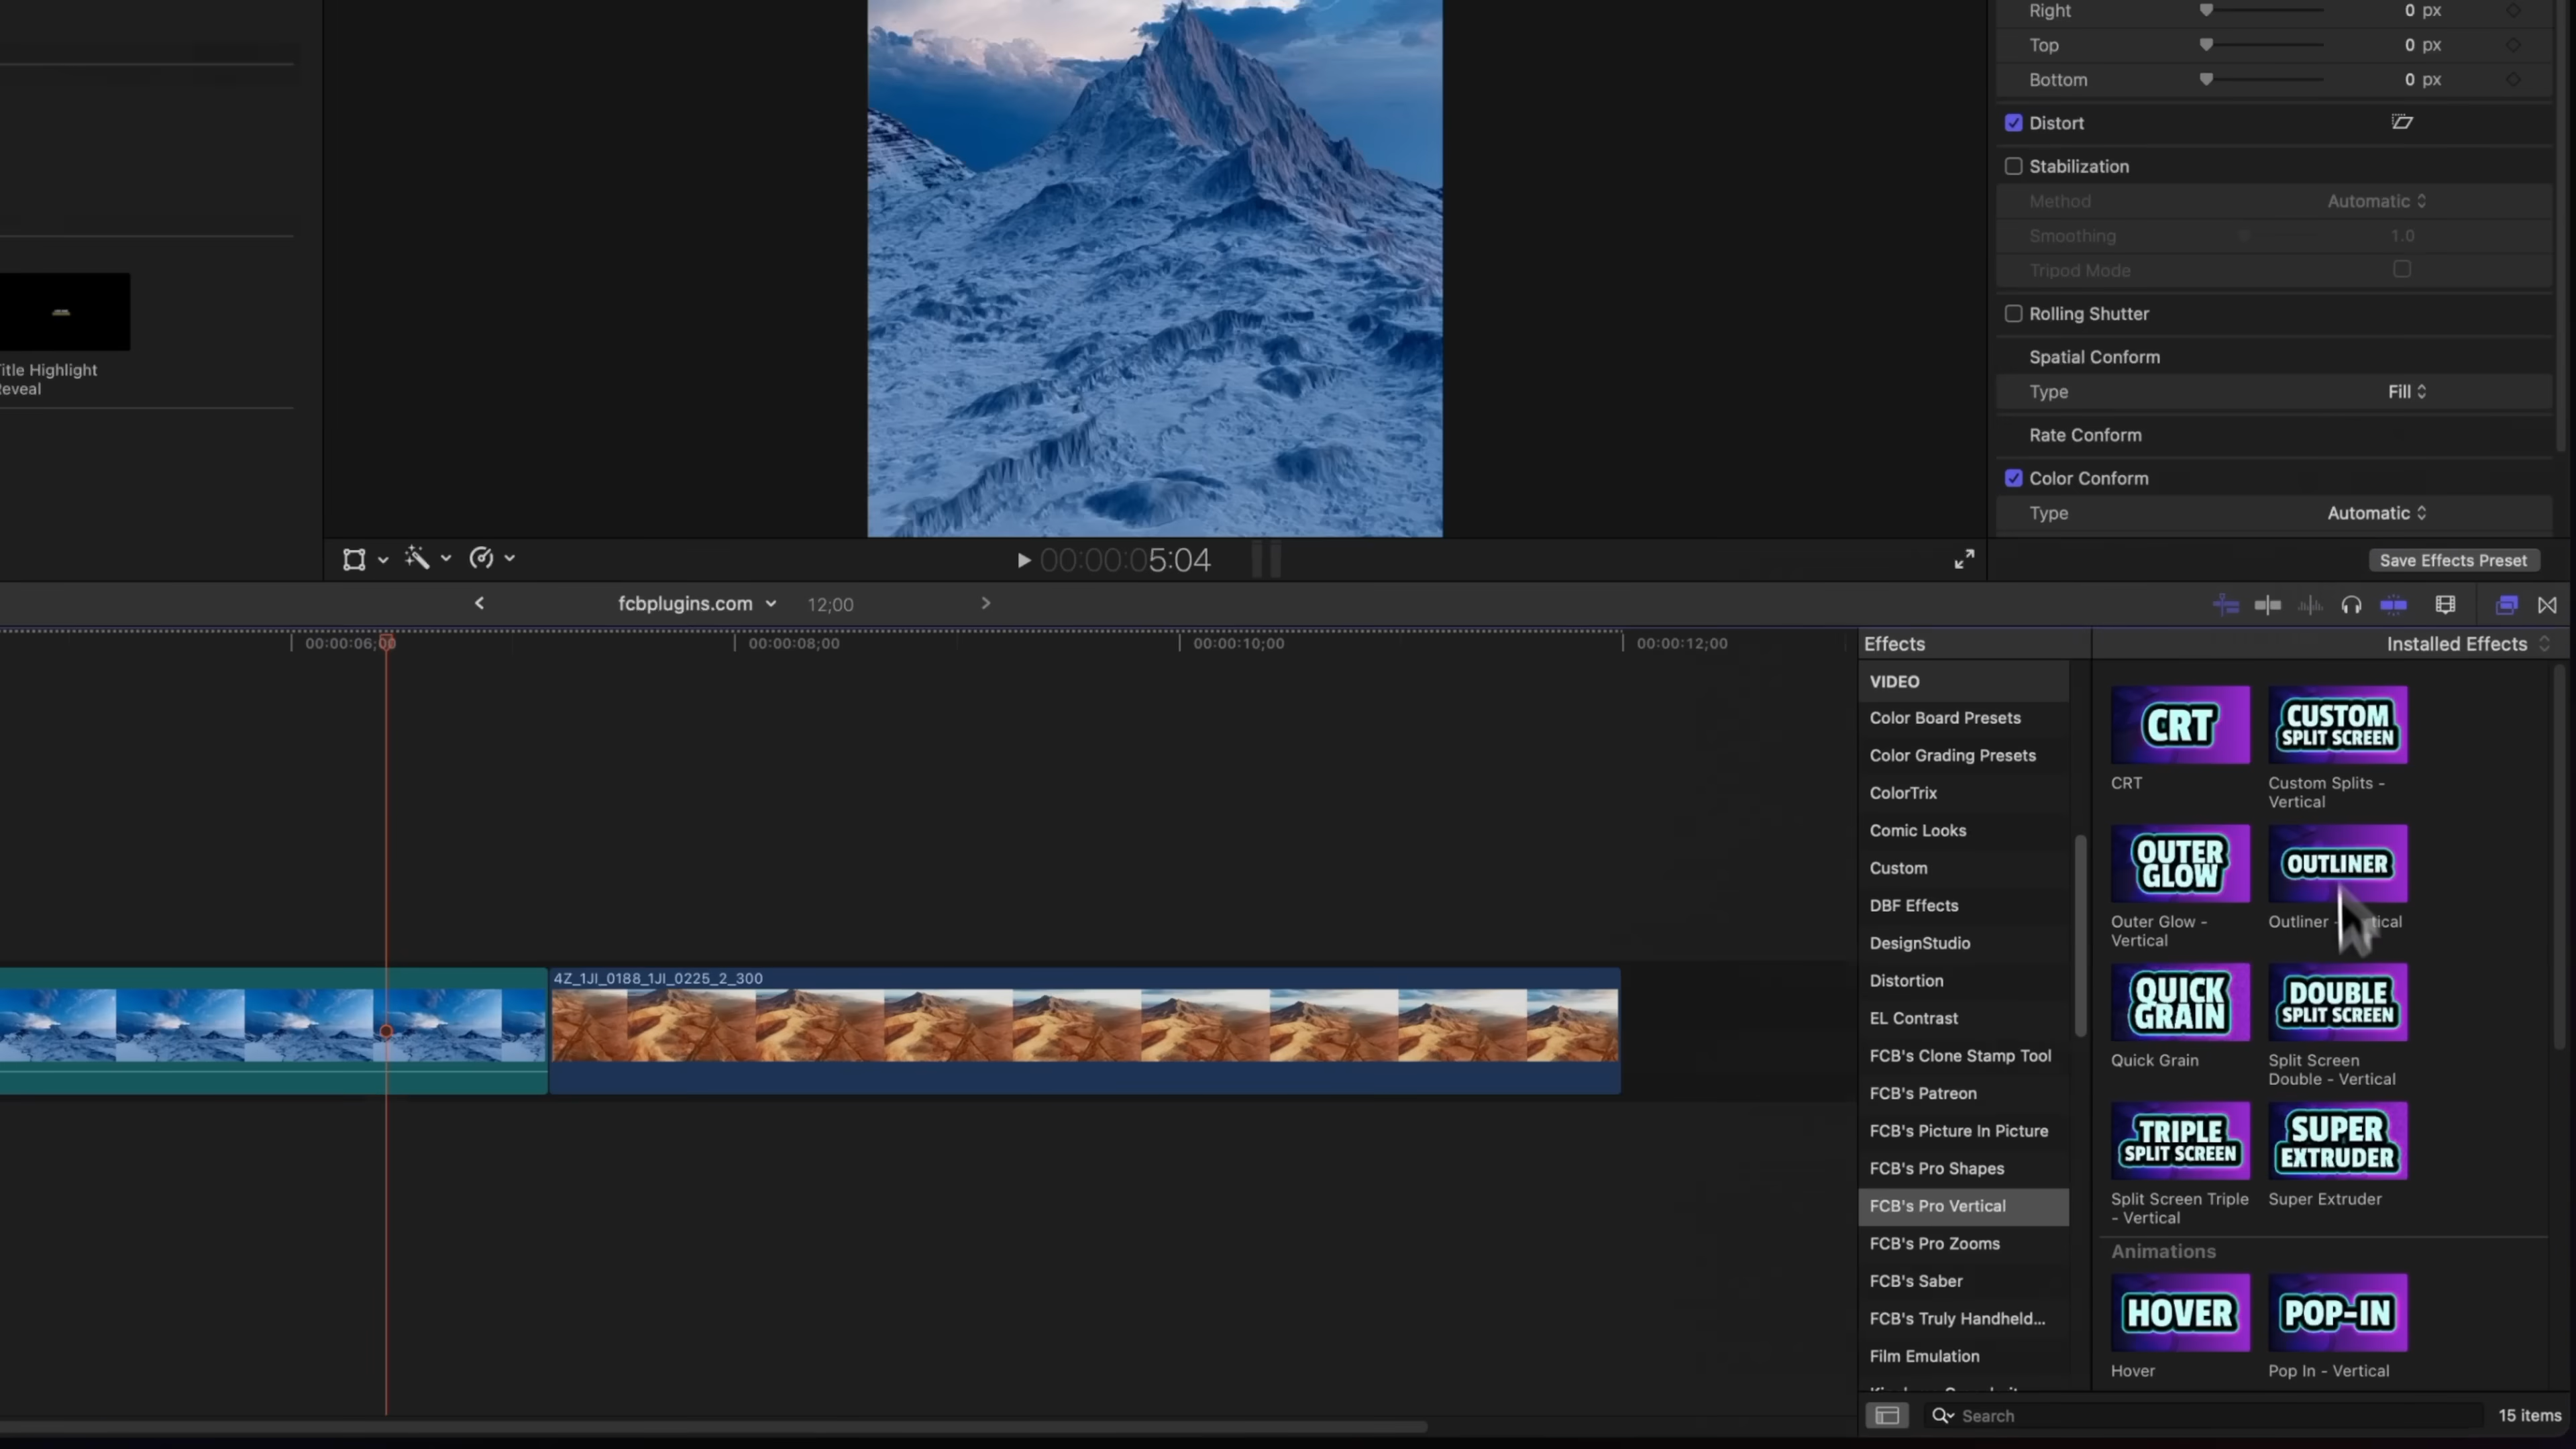 Right 0 px
Top 0 px
Bottom 0 px
Distort
Stabilization
Method Automatic
Smoothing 1.0
Tripod Mode
Rolling Shutter
Spatial Conform
Type Fill
Rate Conform
Color Conform
Type Automatic
Save Effects Preset
itle Highlight
eveal
00:00:05:04
fcbplugins.com 12;00
00:00:06;00 00:00:08;00 00:00:10;00 00:00:12;00
4Z_1JI_0188_1JI_0225_2_300
Effects
Installed Effects
VIDEO
Color Board Presets
Color Grading Presets
ColorTrix
Comic Looks
Custom
DBF Effects
DesignStudio
Distortion
EL Contrast
FCB's Clone Stamp Tool
FCB's Patreon
FCB's Picture In Picture
FCB's Pro Shapes
FCB's Pro Vertical
FCB's Pro Zooms
FCB's Saber
FCB's Truly Handheld...
Film Emulation
CRT
CRT
CUSTOM
SPLIT SCREEN
Custom Splits -
Vertical
OUTER
GLOW
Outer Glow -
Vertical
OUTLINER
Outliner - tical
QUICK
GRAIN
Quick Grain
DOUBLE
SPLIT SCREEN
Split Screen
Double - Vertical
TRIPLE
SPLIT SCREEN
Split Screen Triple
- Vertical
SUPER
EXTRUDER
Super Extruder
Animations
HOVER
Hover
POP-IN
Pop In - Vertical
Search
15 items